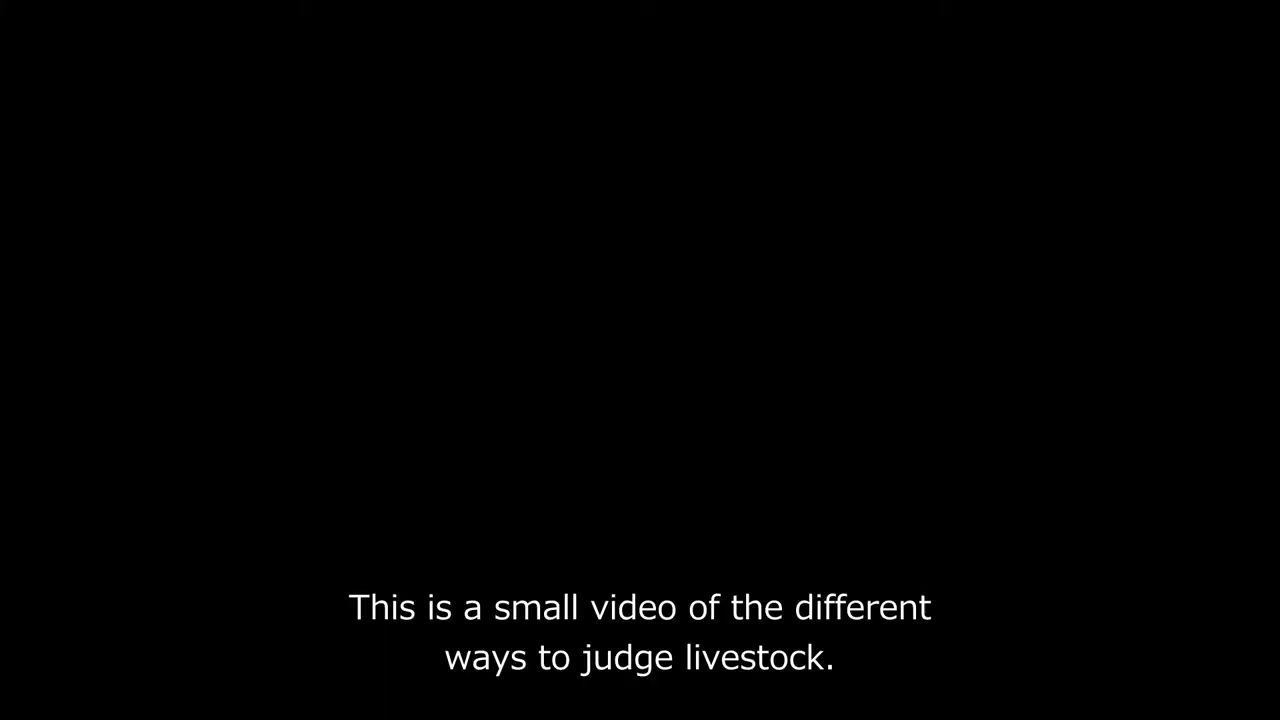 This is a small video of the different
ways to judge livestock.